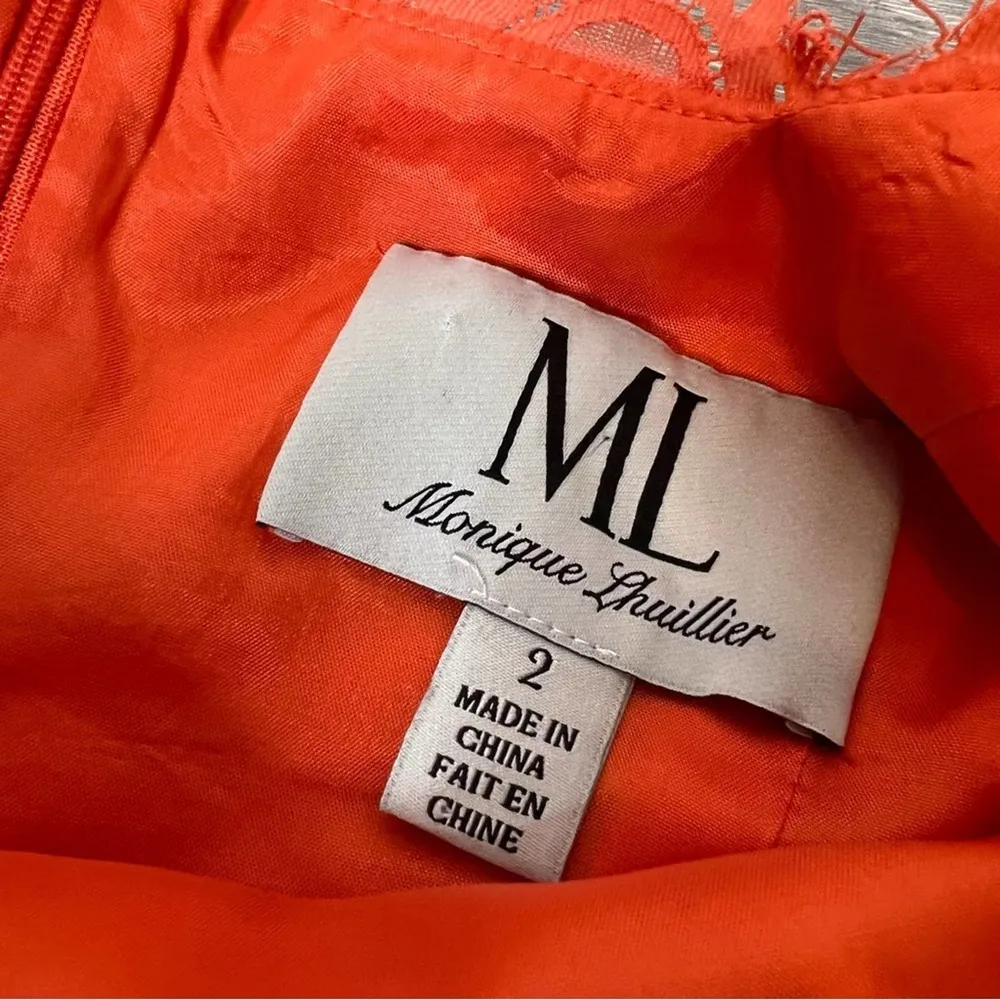 ML
Monique Lhuillier
2
MADE IN
CHINA
FAIT EN
CHINE